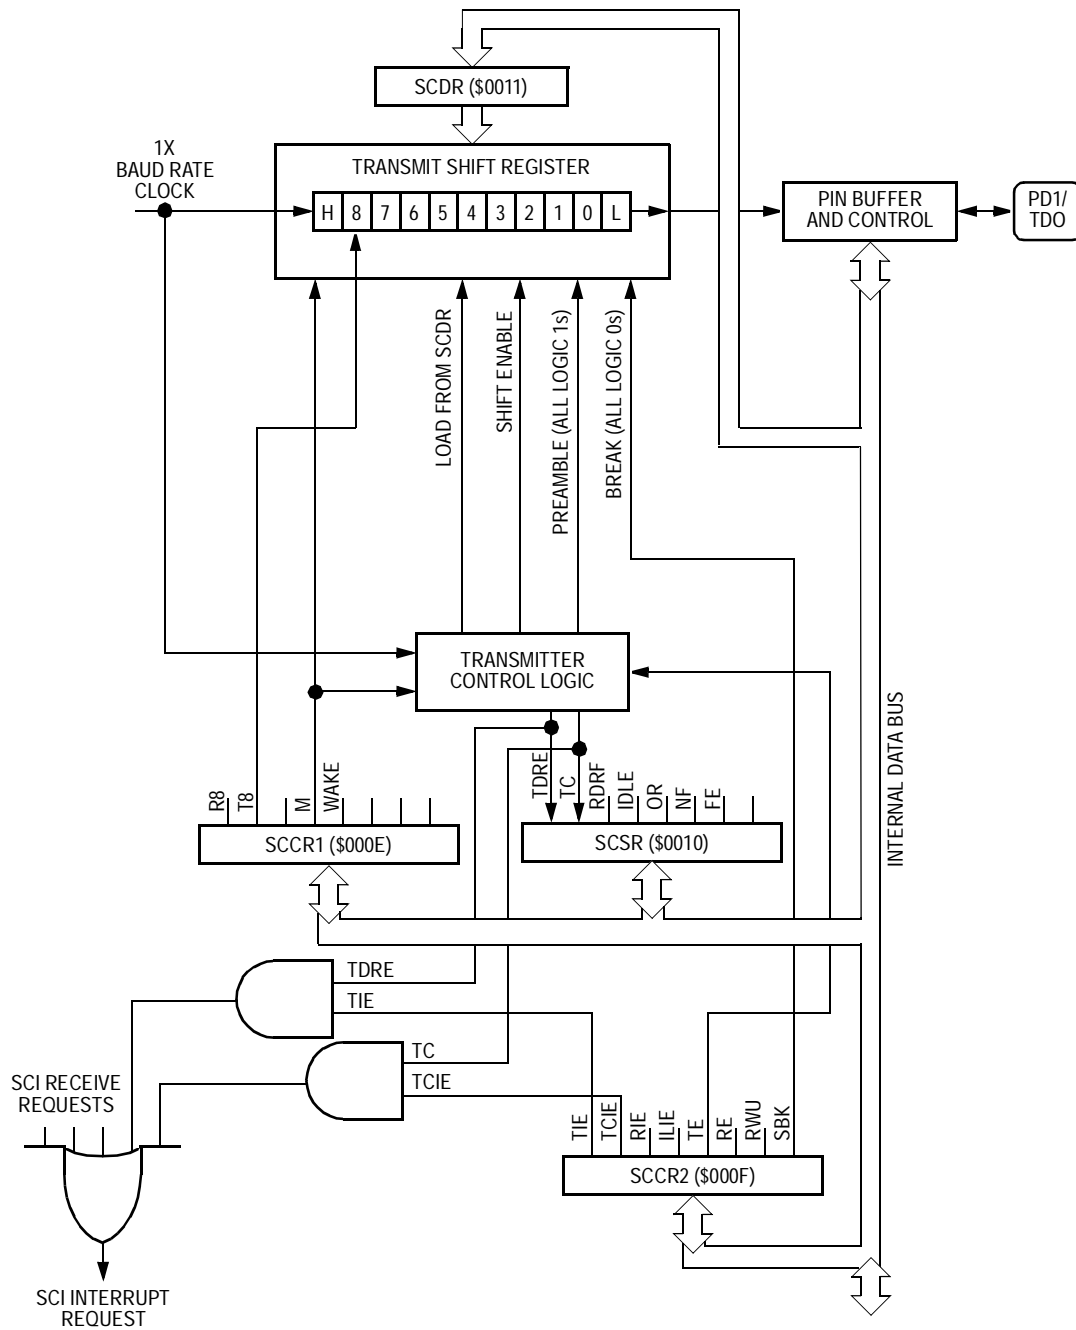 SCDR ($0011)
1X
BAUD RATE
CLOCK
TRANSMIT SHIFT REGISTER
H 8 7 6 5 4 3 2 1 0 L
PIN BUFFER
AND CONTROL
PD1/
TDO
LOAD FROM SCDR
SHIFT ENABLE
PREAMBLE (ALL LOGIC 1s)
BREAK (ALL LOGIC 0s)
TRANSMITTER
CONTROL LOGIC
INTERNAL DATA BUS
R8
T8
M
WAKE
SCCR1 ($000E)
TDRE
TC
RDRF
IDLE
OR
NF
FE
SCSR ($0010)
TDRE
TIE
TC
TCIE
SCI RECEIVE
REQUESTS
TIE
TCIE
RIE
ILIE
TE
RE
RWU
SBK
SCCR2 ($000F)
SCI INTERRUPT
REQUEST